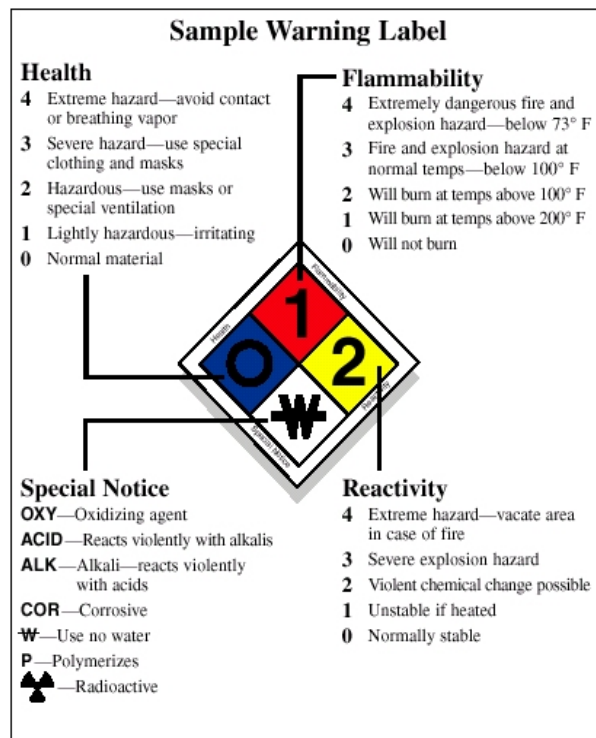 Sample Warning Label
Health
4 Extreme hazard—avoid contact
or breathing vapor
3 Severe hazard—use special
clothing and masks
2 Hazardous—use masks or
special ventilation
1 Lightly hazardous—irritating
0 Normal material
Flammability
4 Extremely dangerous fire and
explosion hazard—below 73° F
3 Fire and explosion hazard at
normal temps—below 100° F
2 Will burn at temps above 100° F
1 Will burn at temps above 200° F
0 Will not burn
Health
Flammability
1
0
2
W
Special Notice
Reactivity
Special Notice
OXY—Oxidizing agent
ACID—Reacts violently with alkalis
ALK—Alkali—reacts violently
with acids
COR—Corrosive
W—Use no water
P—Polymerizes
—Radioactive
Reactivity
4 Extreme hazard—vacate area
in case of fire
3 Severe explosion hazard
2 Violent chemical change possible
1 Unstable if heated
0 Normally stable